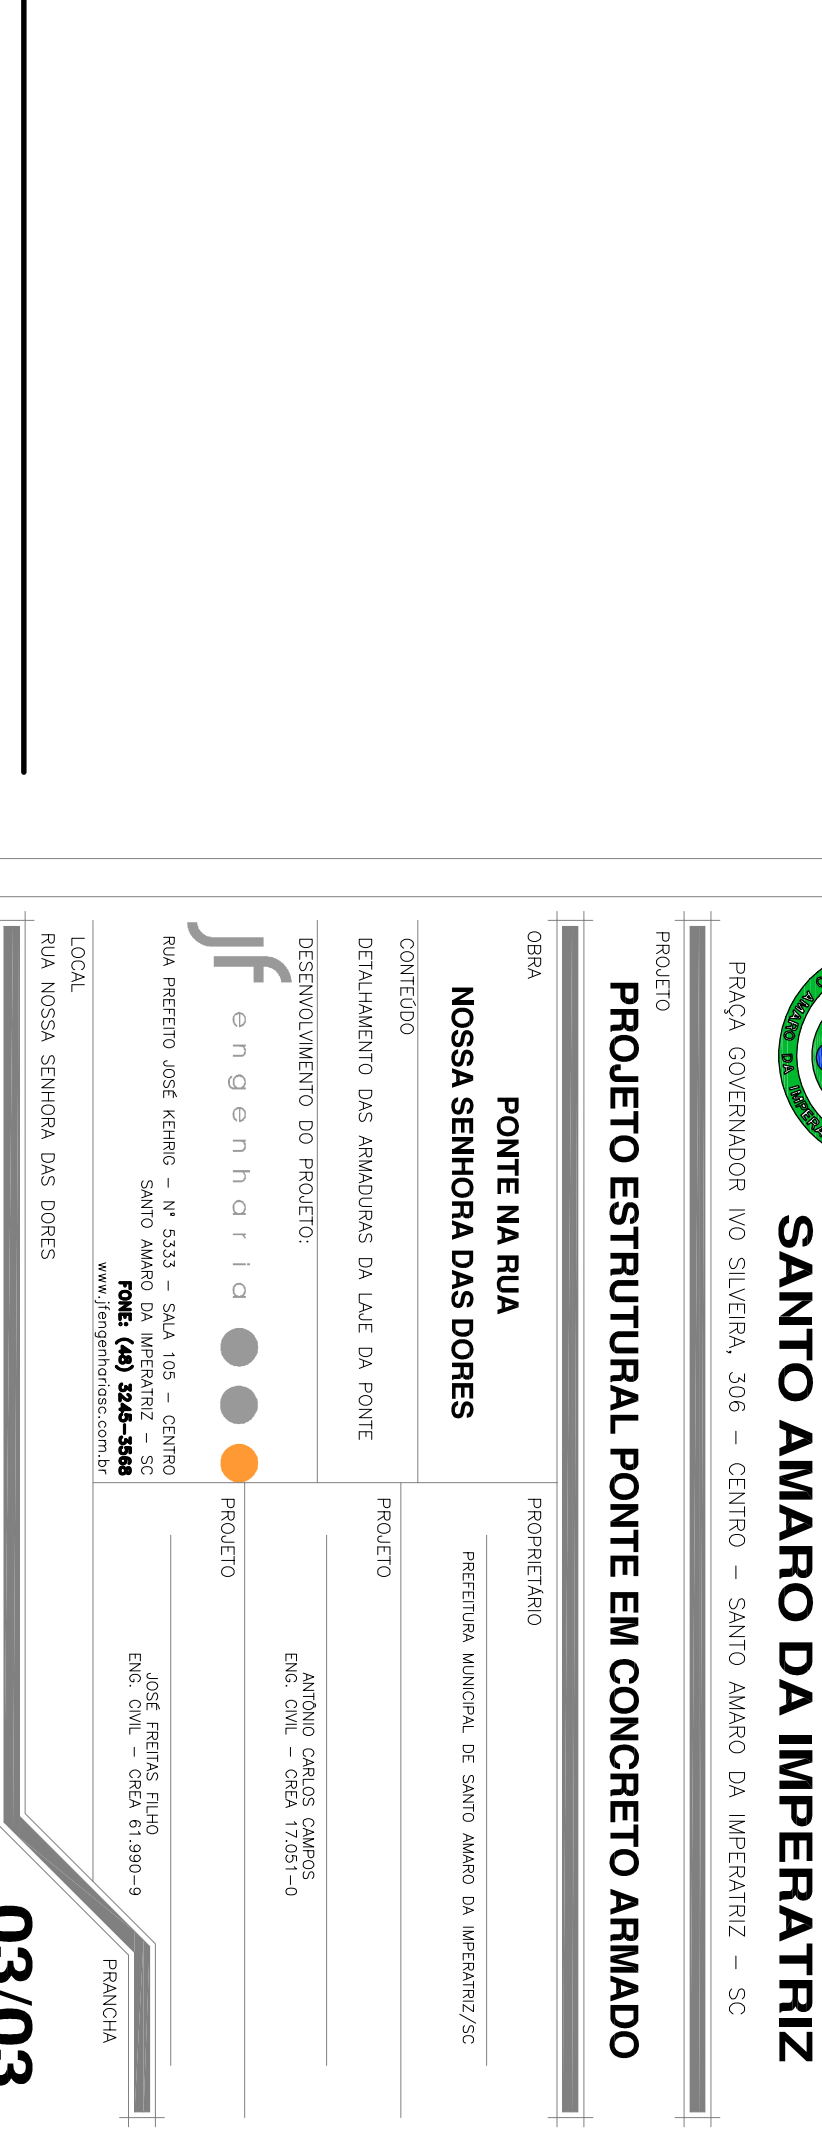 AMARO DA IMPER
SANTO AMARO DA IMPERATRIZ
PRAÇA GOVERNADOR IVO SILVEIRA, 306 – CENTRO – SANTO AMARO DA IMPERATRIZ – SC
PROJETO
PROJETO ESTRUTURAL PONTE EM CONCRETO ARMADO
OBRA
PONTE NA RUA
NOSSA SENHORA DAS DORES
PROPRIETÁRIO
PREFEITURA MUNICIPAL DE SANTO AMARO DA IMPERATRIZ/SC
CONTEÚDO
DETALHAMENTO DAS ARMADURAS DA LAJE DA PONTE
PROJETO
ANTÔNIO CARLOS CAMPOS
ENG. CIVIL – CREA 17.051–0
DESENVOLVIMENTO DO PROJETO:
JF engenharia
RUA PREFEITO JOSÉ KEHRIG – N° 5333 – SALA 105 – CENTRO
SANTO AMARO DA IMPERATRIZ – SC
FONE: (48) 3245–3568
www.jfengenhariasc.com.br
PROJETO
JOSÉ FREITAS FILHO
ENG. CIVIL – CREA 61.990–9
LOCAL
RUA NOSSA SENHORA DAS DORES
PRANCHA
03/03